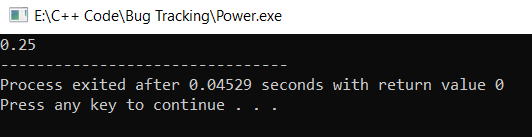 E:\C++ Code\Bug Tracking\Power.exe
0.25
--------------------------------
Process exited after 0.04529 seconds with return value 0
Press any key to continue . . .